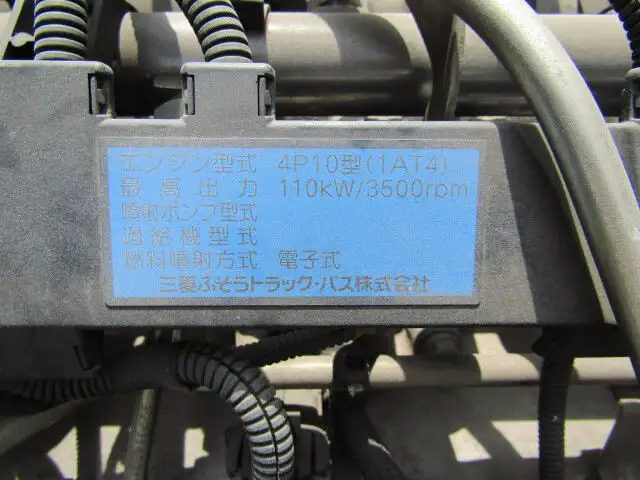 エンジン型式 4P10型(1AT4)
最高出力 110kW/3500rpm
噴射ポンプ型式
過給機型式
燃料噴射方式 電子式
三菱ふそうトラック・バス株式会社